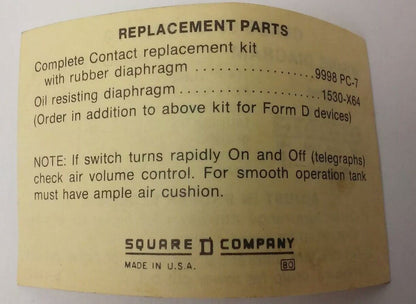 REPLACEMENT PARTS
Complete Contact replacement kit
with rubber diaphragm ..................9998 PC-7
Oil resisting diaphragm......................1530-X64
(Order in addition to above kit for Form D devices)
NOTE: If switch turns rapidly On and Off (telegraphs)
check air volume control. For smooth operation tank
must have ample air cushion.
SQUARE D COMPANY
MADE IN U.S.A.